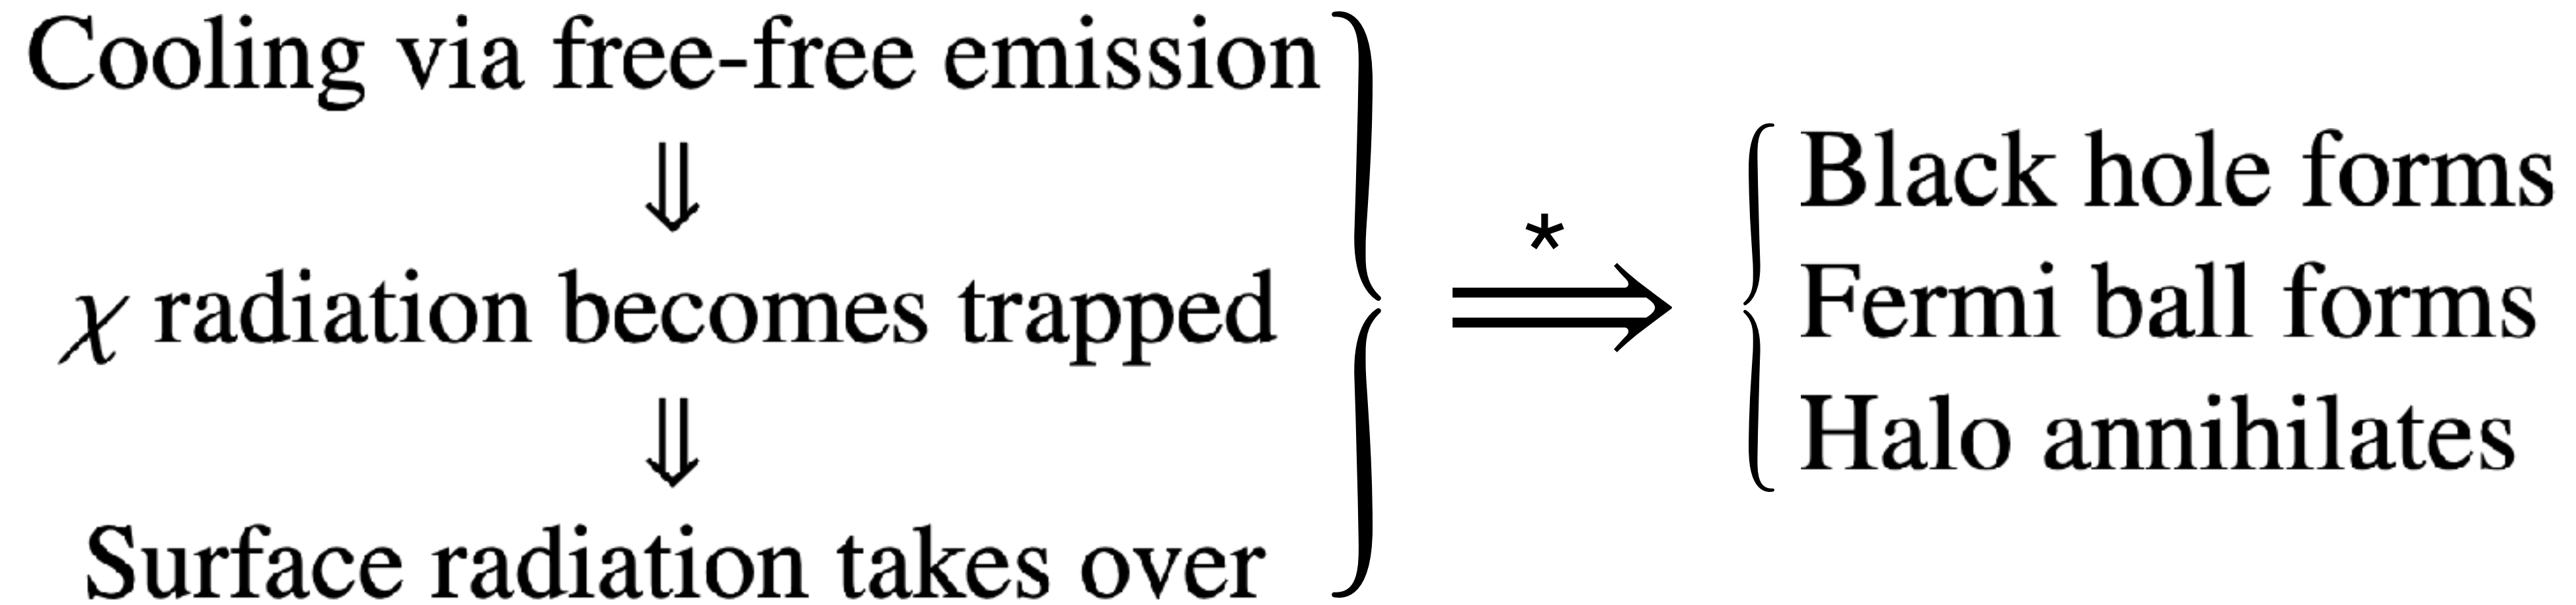 Cooling via free-free emission
⇓
χ radiation becomes trapped
⇓
Surface radiation takes over
* ⟹
Black hole forms
Fermi ball forms
Halo annihilates